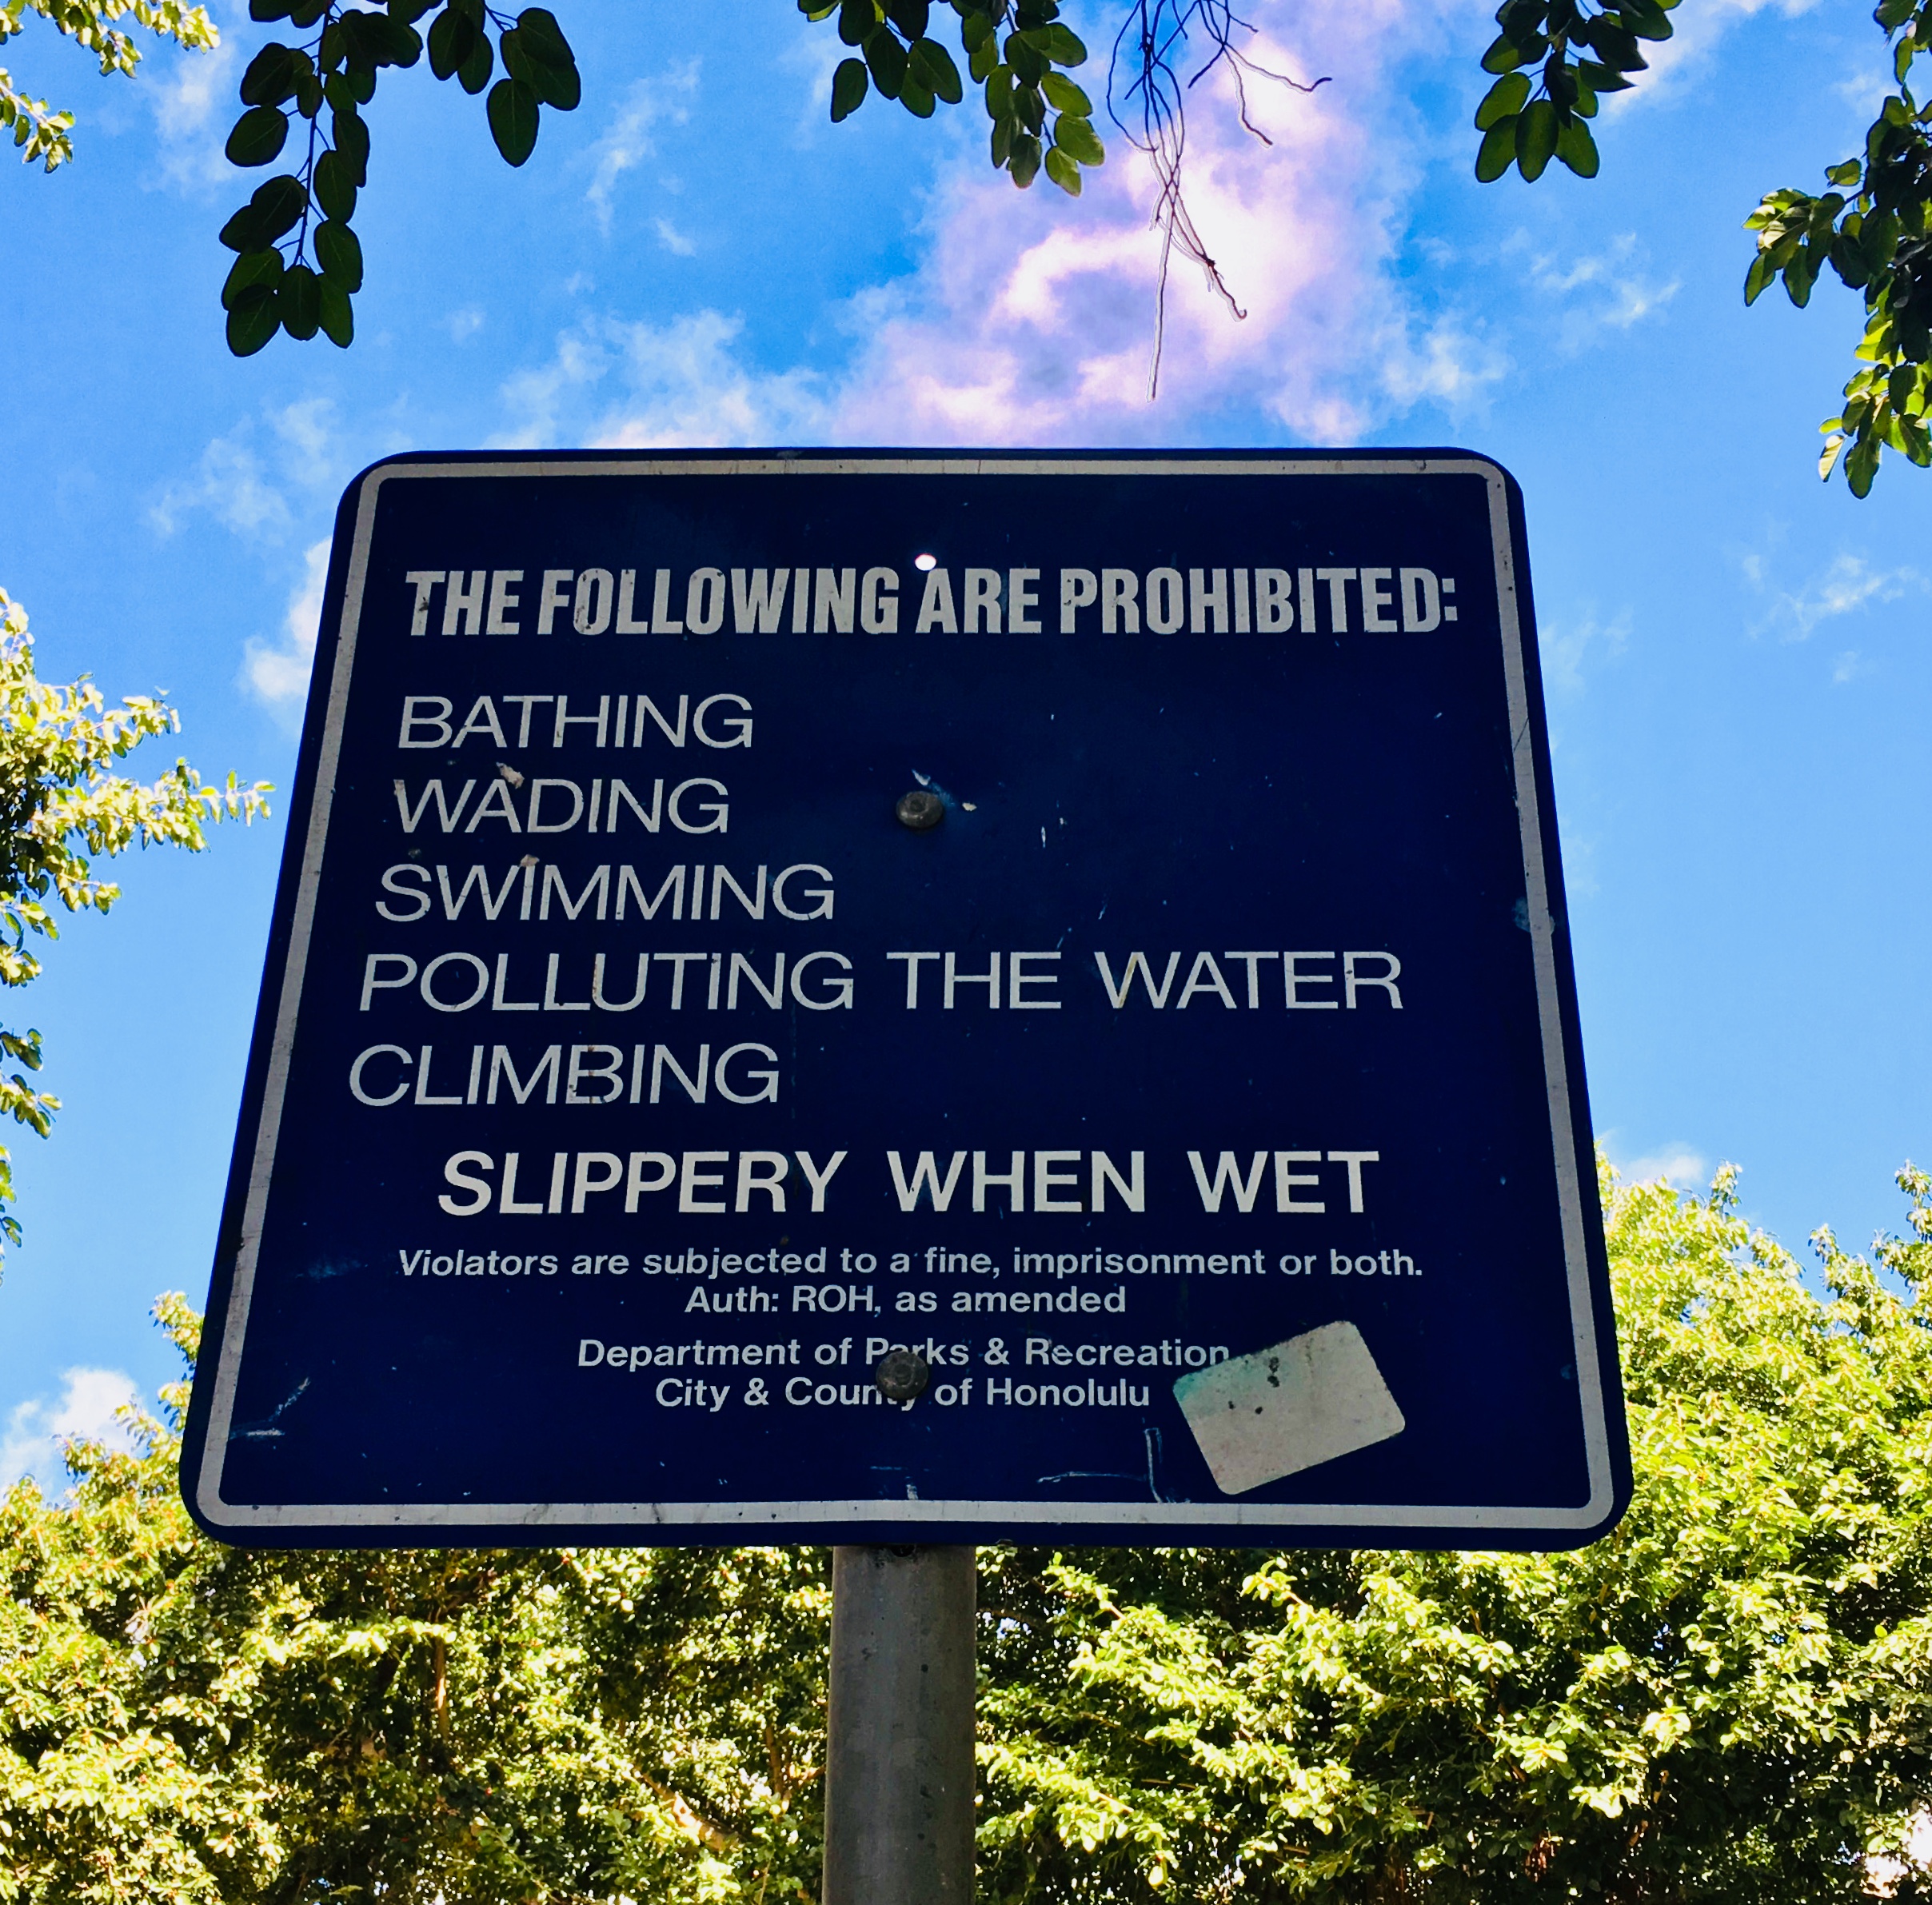 THE FOLLOWING ARE PROHIBITED:
BATHING
WADING
SWIMMING
POLLUTING THE WATER
CLIMBING
SLIPPERY WHEN WET
Violators are subjected to a fine, imprisonment or both.
Auth: ROH, as amended
Department of Parks & Recreation
City & County of Honolulu